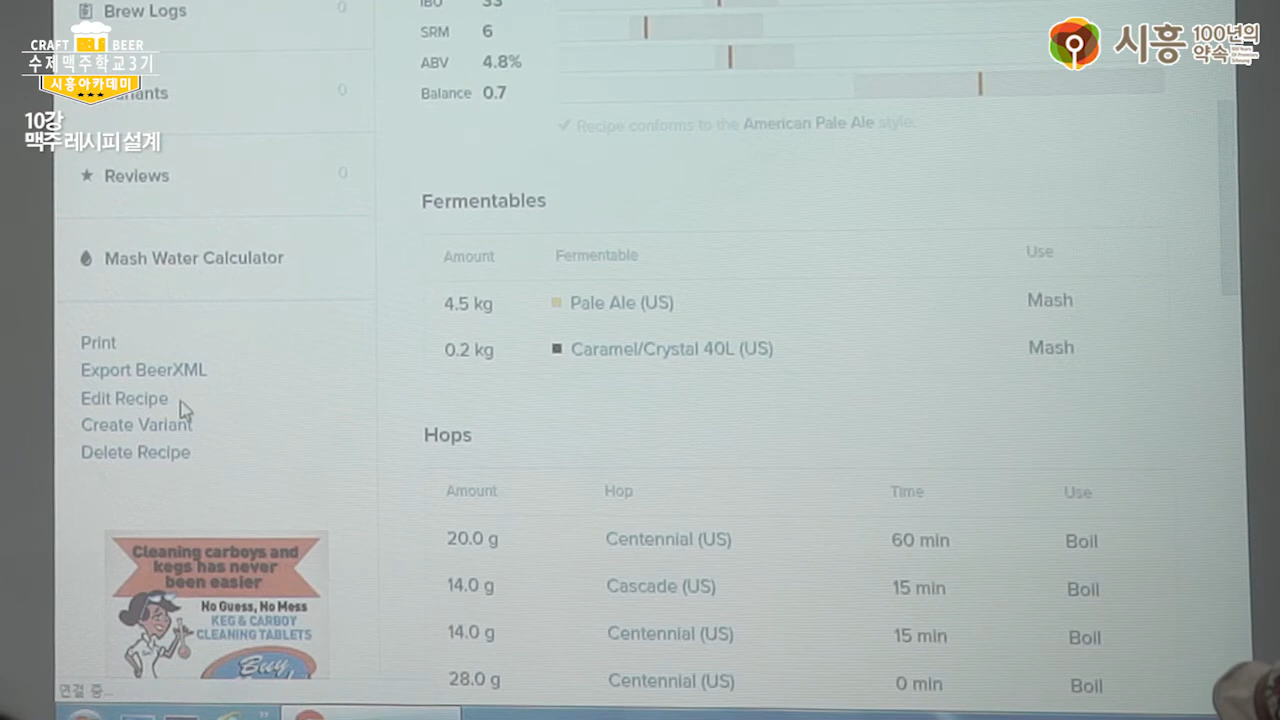 Brew Logs 0
IBU 33
SRM 6
ABV 4.8%
Balance 0.7
Recipe conforms to the American Pale Ale style.
CRAFT BEER
수제맥주학교3기
시흥아카데미
10강
맥주 레시피 설계
시흥 100년의 약속
0
Reviews 0
Mash Water Calculator
Print
Export BeerXML
Edit Recipe
Create Variant
Delete Recipe
Cleaning carboys and
kegs has never
been easier
No Guess, No Mess
KEG & CARBOY
CLEANING TABLETS
Buy
연결 중...
Fermentables
Amount Fermentable Use
4.5 kg Pale Ale (US) Mash
0.2 kg Caramel/Crystal 40L (US) Mash
Hops
Amount Hop Time Use
20.0 g Centennial (US) 60 min Boil
14.0 g Cascade (US) 15 min Boil
14.0 g Centennial (US) 15 min Boil
28.0 g Centennial (US) 0 min Boil